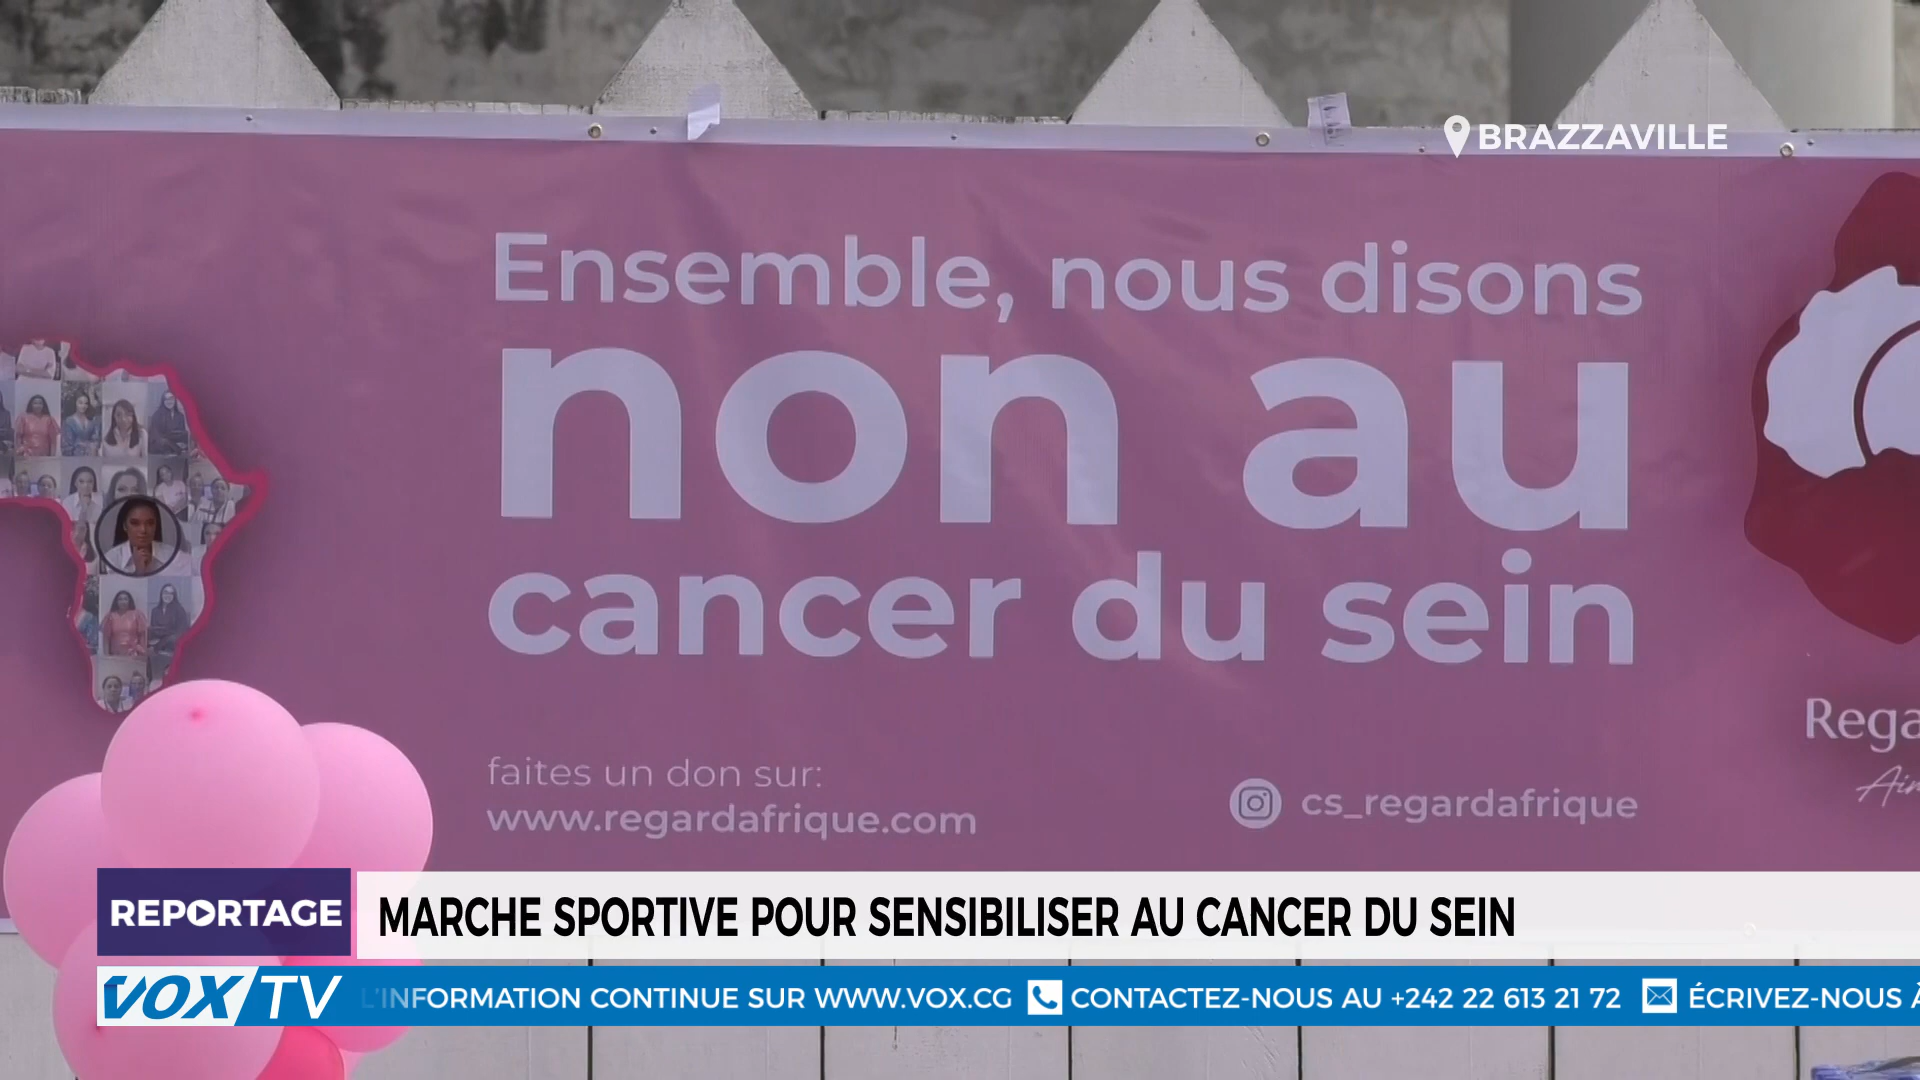 BRAZZAVILLE
Ensemble, nous disons
non au
cancer du sein
faites un don sur:
www.regardafrique.com
cs_regardafrique
REPORTAGE
MARCHE SPORTIVE POUR SENSIBILISER AU CANCER DU SEIN
VOX TV
L'INFORMATION CONTINUE SUR WWW.VOX.CG CONTACTEZ-NOUS AU +242 22 613 21 72 ÉCRIVEZ-NOUS À